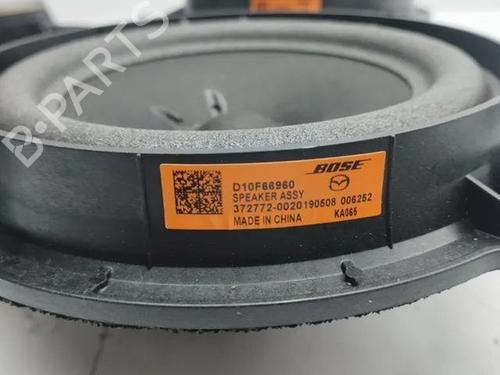 B-PARTS
D10F66960
SPEAKER ASSY
372772-0020190508 006252
MADE IN CHINA
KA065
BOSE